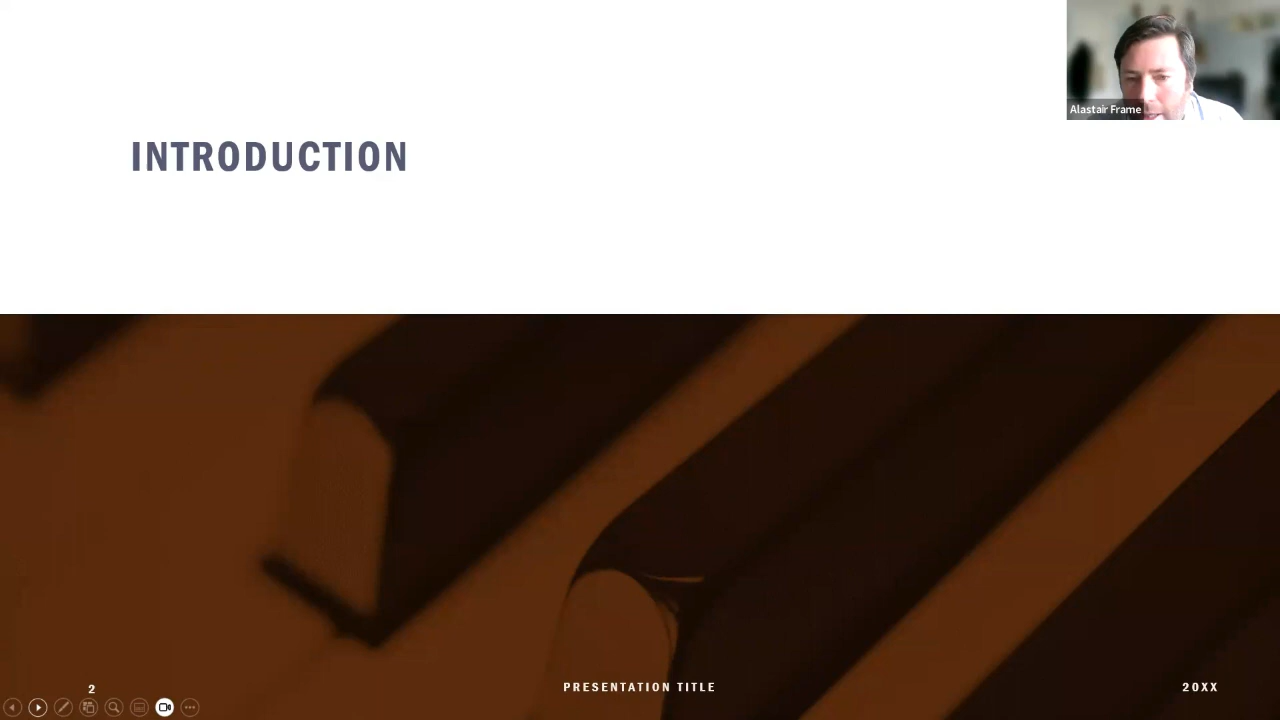 Alastair Frame
INTRODUCTION
2
PRESENTATION TITLE
20XX